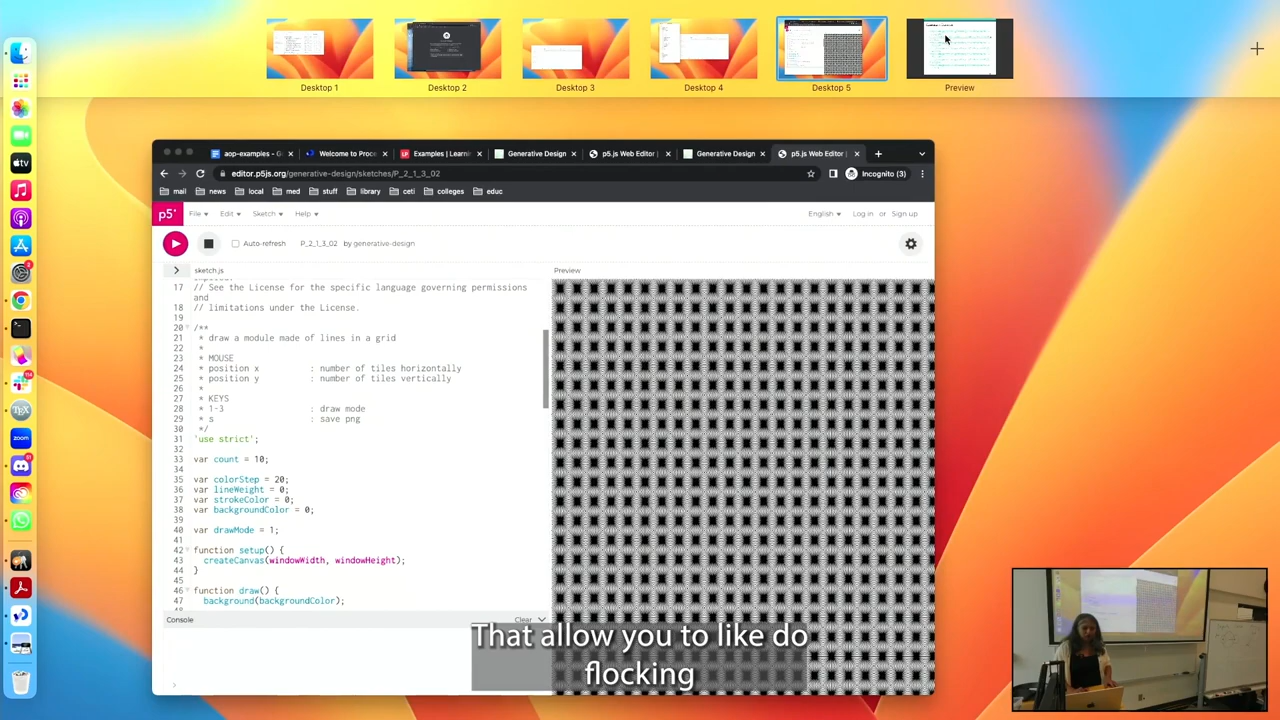 Desktop 1
Desktop 2
Desktop 3
Desktop 4
Desktop 5
Preview
aop-examples - G
Welcome to Proce
Examples | Learnin
Generative Design
p5.js Web Editor |
Generative Design
p5.js Web Editor |
editor.p5js.org/generative-design/sketches/P_2_1_3_02
Incognito (3)
mail
news
local
med
stuff
library
ceti
colleges
educ
p5*
File
Edit
Sketch
Help
English
Log in or Sign up
Auto-refresh
P_2_1_3_02 by generative-design
sketch.js
Preview
17 // See the License for the specific language governing permissions
and
18 // limitations under the License.
19
20 /**
21 * draw a module made of lines in a grid
22 *
23 * MOUSE
24 * position x : number of tiles horizontally
25 * position y : number of tiles vertically
26 *
27 * KEYS
28 * 1-3 : draw mode
29 * s : save png
30 */
31 'use strict';
32
33 var count = 10;
34
35 var colorStep = 20;
36 var lineWeight = 0;
37 var strokeColor = 0;
38 var backgroundColor = 0;
39
40 var drawMode = 1;
41
42 function setup() {
43 createCanvas(windowWidth, windowHeight);
44 }
45
46 function draw() {
47 background(backgroundColor);
Console
Clear
That allow you to like do
flocking
tv
TEX
zoom